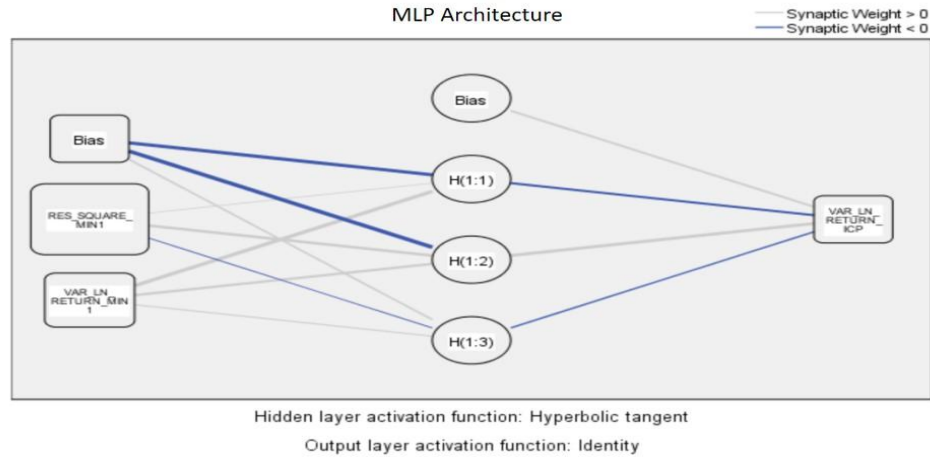 MLP Architecture
Synaptic Weight > 0
Synaptic Weight < 0
Bias
Bias
H(1:1)
RES_SQUARE_
MIN1
VAR_LN_
RETURN_
ICP
H(1:2)
VAR_LN_
RETURN_MIN
1
H(1:3)
Hidden layer activation function: Hyperbolic tangent
Output layer activation function: Identity